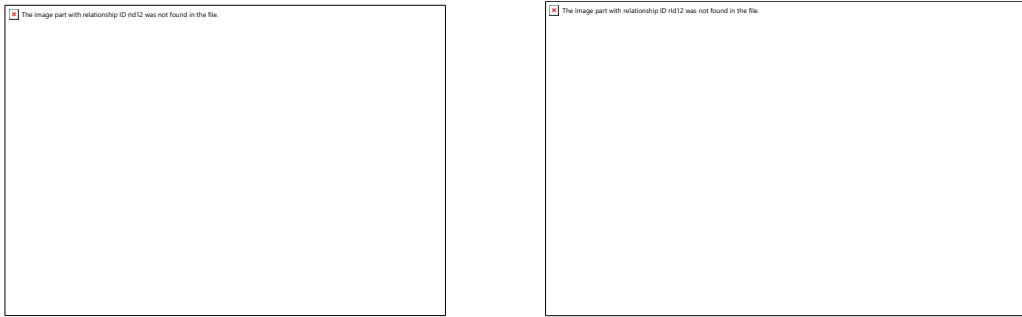 The image part with relationship ID rId12 was not found in the file.
The image part with relationship ID rId12 was not found in the file.